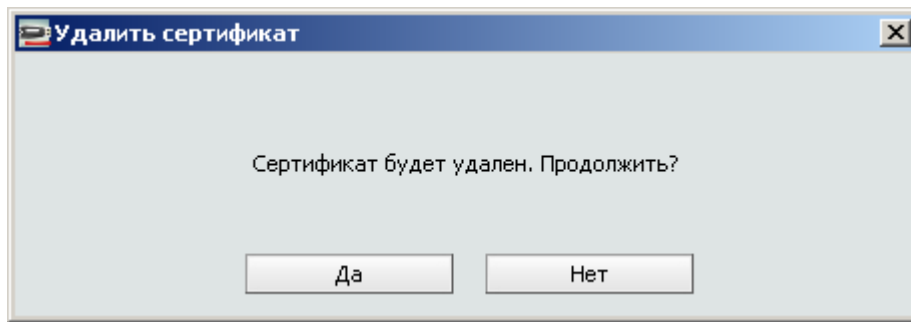 Удалить сертификат
Сертификат будет удален. Продолжить?
Да
Нет